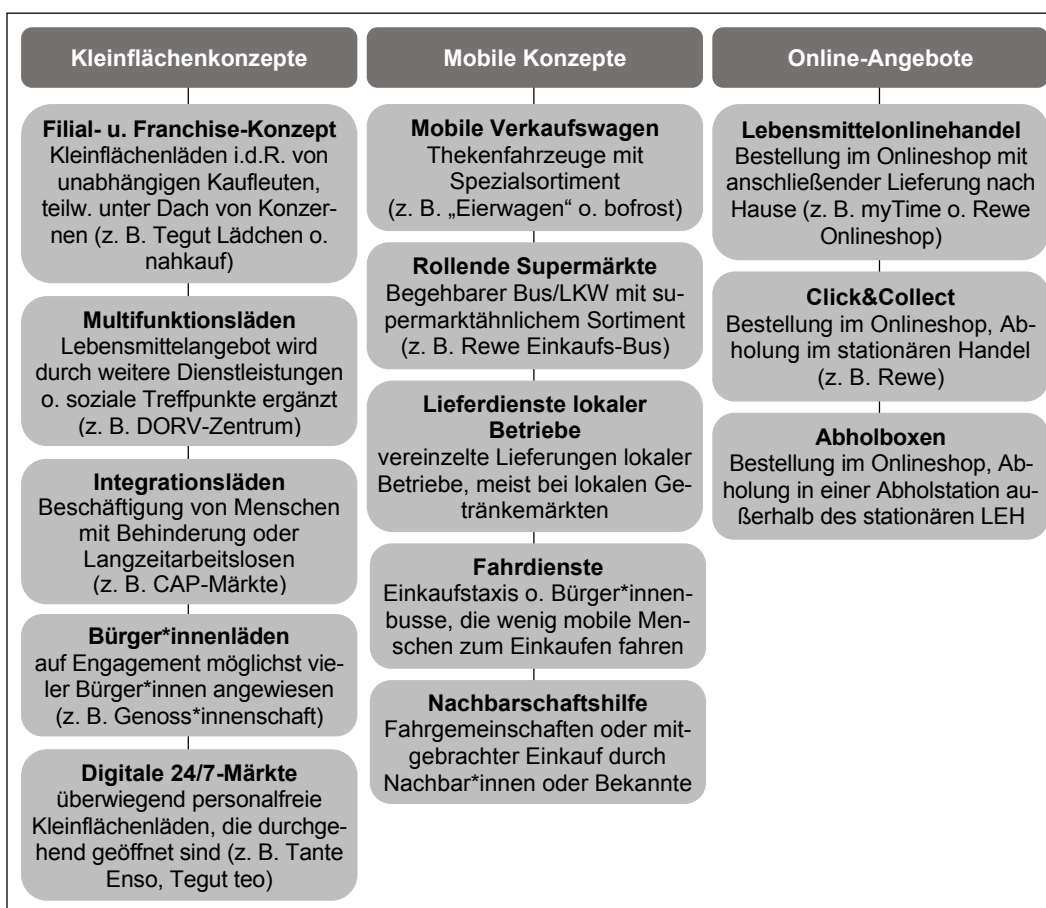 Kleinflächenkonzepte
Filial- u. Franchise-Konzept
Kleinflächenläden i.d.R. von
unabhängigen Kaufleuten,
teilw. unter Dach von Konzer-
nen (z. B. Tegut Lädchen o.
nahkauf)
Multifunktionsläden
Lebensmittelangebot wird
durch weitere Dienstleistungen
o. soziale Treffpunkte ergänzt
(z. B. DORV-Zentrum)
Integrationsläden
Beschäftigung von Menschen
mit Behinderung oder
Langzeitarbeitslosen
(z. B. CAP-Märkte)
Bürger*innenläden
auf Engagement möglichst vie-
ler Bürger*innen angewiesen
(z. B. Genoss*innenschaft)
Digitale 24/7-Märkte
überwiegend personalfreie
Kleinflächenläden, die durchge-
hend geöffnet sind (z. B. Tante
Enso, Tegut teo)
Mobile Konzepte
Mobile Verkaufswagen
Thekenfahrzeuge mit
Spezialsortiment
(z. B. „Eierwagen“ o. bofrost)
Rollende Supermärkte
Begehbarer Bus/LKW mit su-
permarktähnlichem Sortiment
(z. B. Rewe Einkaufs-Bus)
Lieferdienste lokaler
Betriebe
vereinzelte Lieferungen lokaler
Betriebe, meist bei lokalen Ge-
tränkemärkten
Fahrdienste
Einkaufstaxis o. Bürger*innen-
busse, die wenig mobile Men-
schen zum Einkaufen fahren
Nachbarschaftshilfe
Fahrgemeinschaften oder mit-
gebrachter Einkauf durch
Nachbar*innen oder Bekannte
Online-Angebote
Lebensmittelonlinehandel
Bestellung im Onlineshop mit
anschließender Lieferung nach
Hause (z. B. myTime o. Rewe
Onlineshop)
Click&Collect
Bestellung im Onlineshop, Ab-
holung im stationären Handel
(z. B. Rewe)
Abholboxen
Bestellung im Onlineshop, Ab-
holung in einer Abholstation au-
ßerhalb des stationären LEH